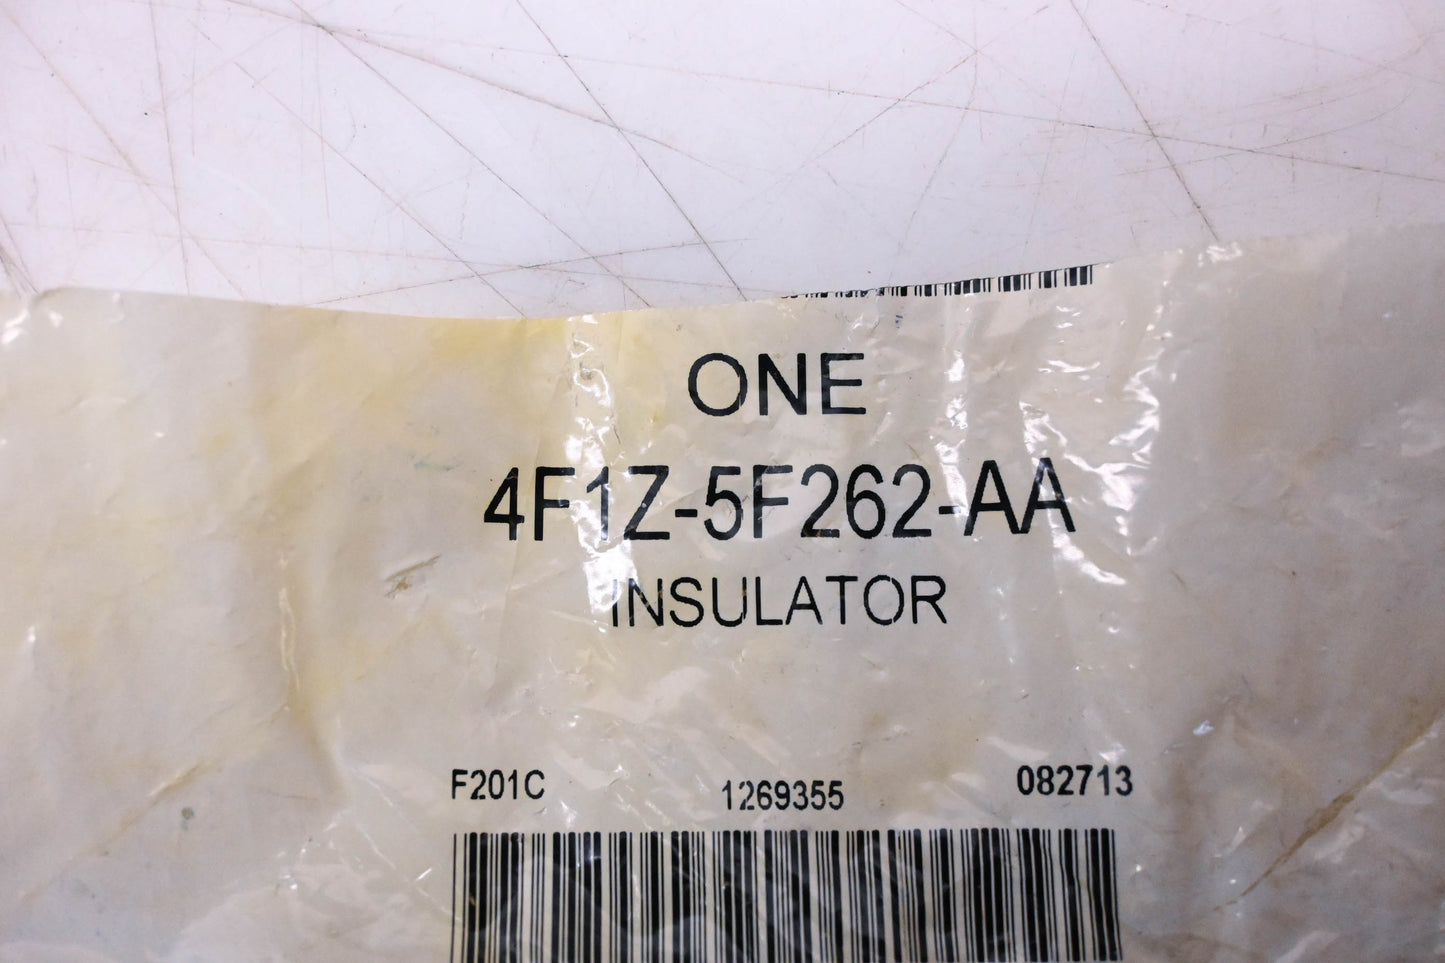 ONE
4F1Z-5F262-AA
INSULATOR
F201C 1269355 082713